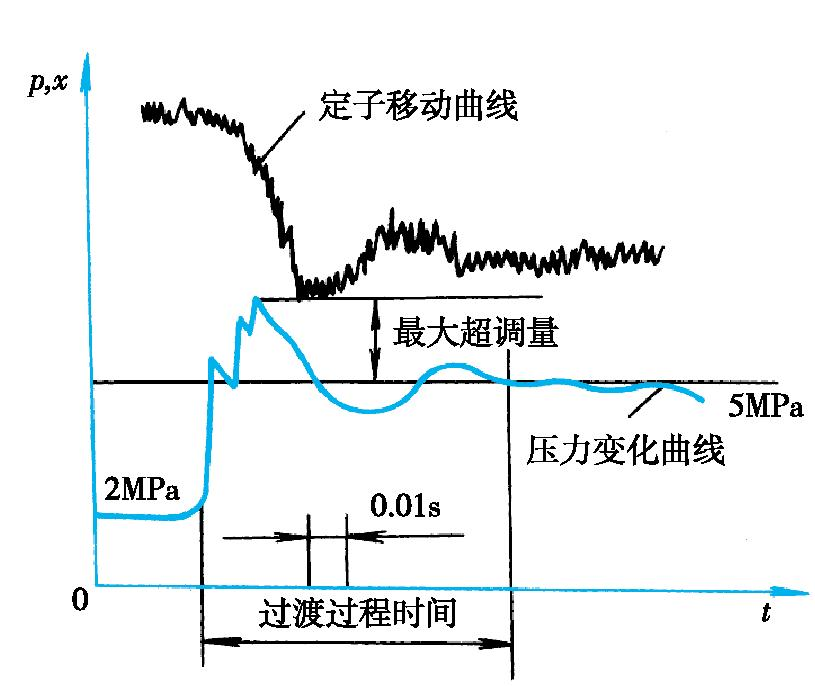 p,x
定子移动曲线
最大超调量
5MPa
压力变化曲线
2MPa
0.01s
0
过渡过程时间
t